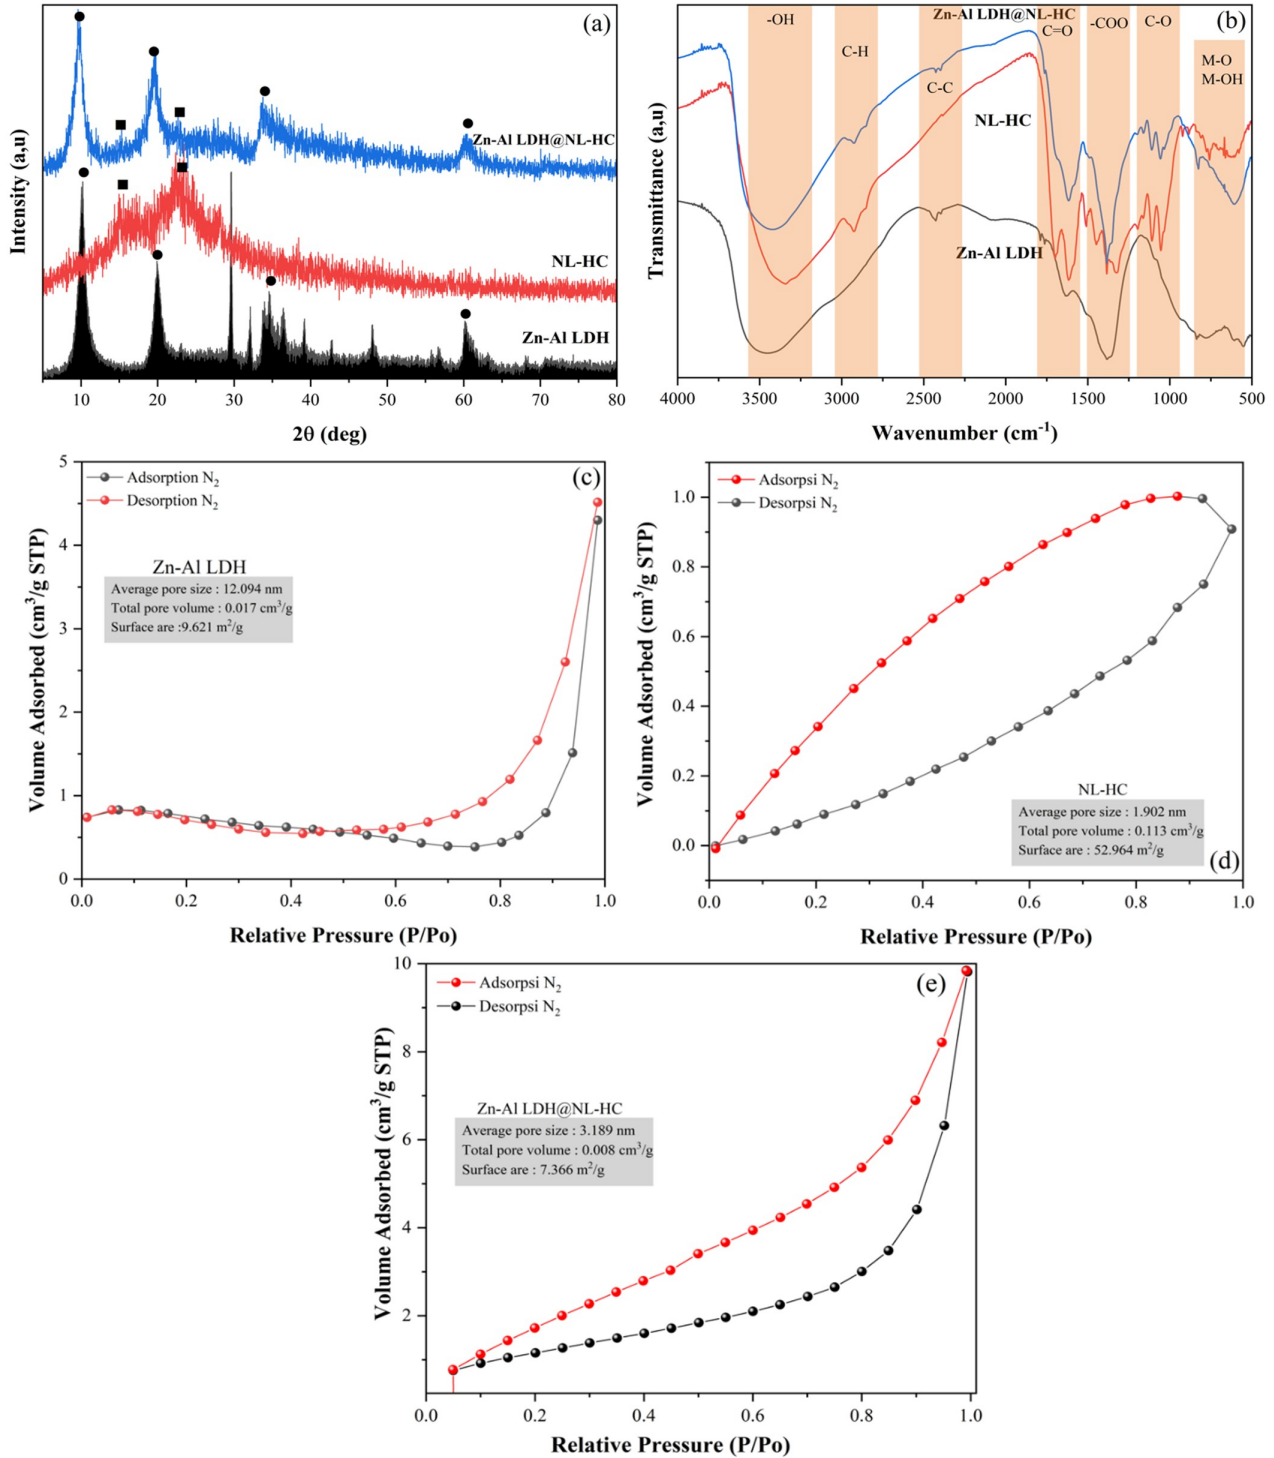 (a)
Intensity (a,u)
Zn-Al LDH@NL-HC
NL-HC
Zn-Al LDH
10 20 30 40 50 60 70 80
2θ (deg)
(b)
Transmittance (a,u)
-OH
C-H
Zn-Al LDH@NL-HC
C-C
C=O
-COO
C-O
M-O
M-OH
NL-HC
Zn-Al LDH
4000 3500 3000 2500 2000 1500 1000 500
Wavenumber (cm-1)
(c)
Volume Adsorbed (cm3/g STP)
5
4
3
2
1
0
Adsorption N2
Desorption N2
Zn-Al LDH
Average pore size : 12.094 nm
Total pore volume : 0.017 cm3/g
Surface are :9.621 m2/g
0.0 0.2 0.4 0.6 0.8 1.0
Relative Pressure (P/Po)
Volume Adsorbed (cm3/g STP)
1.0
0.8
0.6
0.4
0.2
0.0
Adsorpsi N2
Desorpsi N2
NL-HC
Average pore size : 1.902 nm
Total pore volume : 0.113 cm3/g
Surface are : 52.964 m2/g
(d)
0.0 0.2 0.4 0.6 0.8 1.0
Relative Pressure (P/Po)
(e)
Volume Adsorbed (cm3/g STP)
10
8
6
4
2
Adsorpsi N2
Desorpsi N2
Zn-Al LDH@NL-HC
Average pore size : 3.189 nm
Total pore volume : 0.008 cm3/g
Surface are : 7.366 m2/g
0.0 0.2 0.4 0.6 0.8 1.0
Relative Pressure (P/Po)